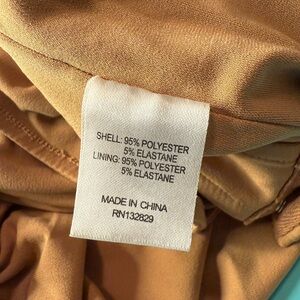 SHELL: 95% POLYESTER
5% ELASTANE
LINING: 95% POLYESTER
5% ELASTANE
MADE IN CHINA
RN132829